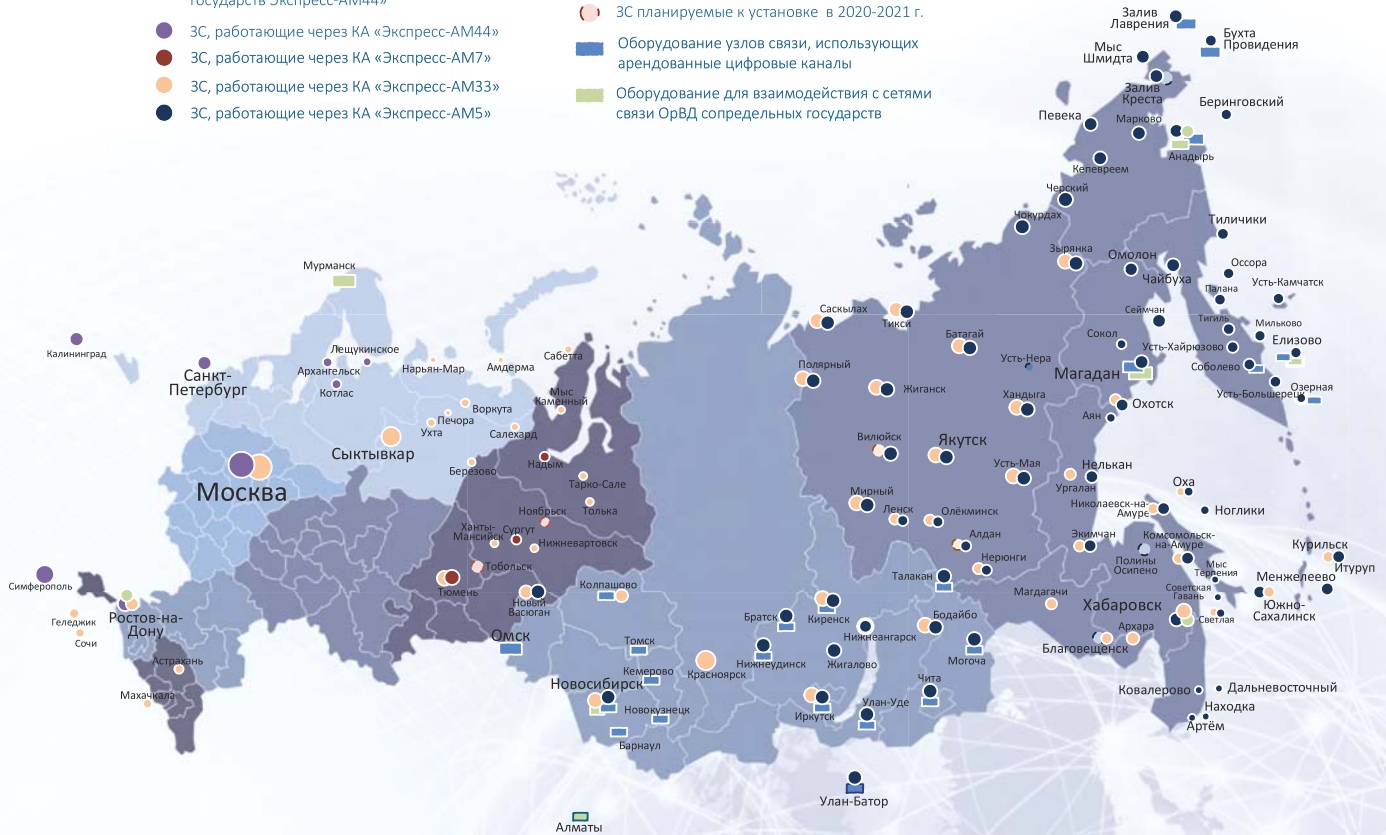 государств Экспресс-АМ44»
ЗС, работающие через КА «Экспресс-АМ44»
ЗС, работающие через КА «Экспресс-АМ7»
ЗС, работающие через КА «Экспресс-АМ33»
ЗС, работающие через КА «Экспресс-АМ5»
ЗС планируемые к установке в 2020-2021 г.
Оборудование узлов связи, использующих
арендованные цифровые каналы
Оборудование для взаимодействия с сетями
связи ОрВД сопредельных государств
Залив
Лаврения
Бухта
Провидения
Мыс
Шмидта
Залив
Креста
Беринговский
Певека
Марково
Анадырь
Кепевреем
Черский
Чокурдах
Тиличики
Зырянка
Омолон
Чайбуха
Оссора
Палана
Усть-Камчатск
Мурманск
Саскылах
Тикси
Сеймчан
Тигиль
Мильково
Батагай
Сокол
Усть-Хайрюзово
Елизово
Калининград
Лещукинское
Архангельск
Котлас
Санкт-
Петербург
Нарьян-Мар
Амдерма
Сабетта
Полярный
Жиганск
Усть-Нера
Магадан
Соболево
Усть-Большерецк
Озерная
Мыс
Каменный
Воркута
Печора
Ухта
Салехард
Хандыга
Охотск
Аян
Сыктывкар
Берёзово
Надым
Вилюйск
Якутск
Усть-Мая
Нелькан
Ургалан
Москва
Тарко-Сале
Толька
Ноябрьск
Мирный
Ленск
Олёкминск
Оха
Николаевск-на-
Амуре
Ноглики
Ханты-
Мансийск
Сургут
Нижневартовск
Алдан
Экимчан
Комсомольск-
на-Амуре
Курильск
Итуруп
Симферополь
Тобольск
Тюмень
Новый
Васюган
Колпашово
Талакан
Нерюнги
Полины
Осипено
Мыс
Терпения
Советская
Гавань
Менжелеево
Южно-
Сахалинск
Ростов-на-
Дону
Геледжик
Сочи
Магдагачи
Хабаровск
Светлая
Братск
Киренск
Бодайбо
Нижнеангарск
Архара
Благовещенск
Омск
Томск
Астрахань
Кемерово
Красноярск
Нижнеудинск
Жигалово
Могоча
Махачкала
Новосибирск
Новокузнецк
Барнаул
Иркутск
Улан-Уде
Чита
Ковалерово
Дальневосточный
Находка
Артём
Улан-Батор
Алматы